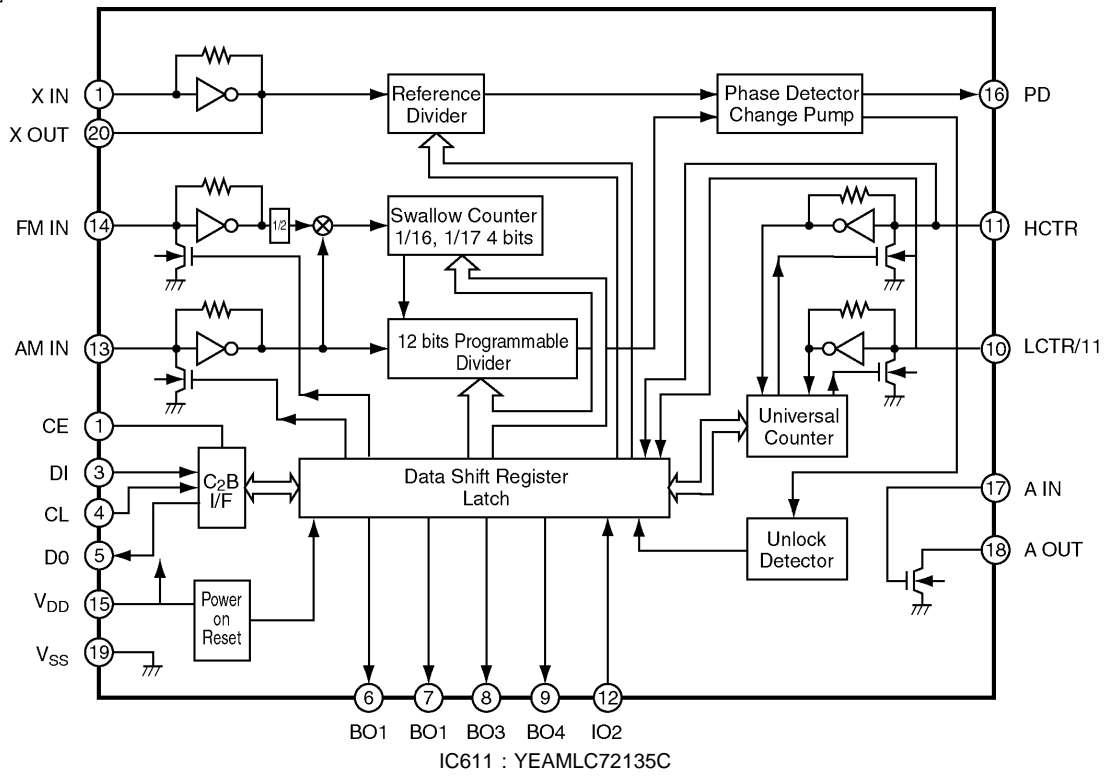 X IN
1
X OUT
20
Reference
Divider
Phase Detector
Change Pump
16
PD
FM IN
14
1/2
Swallow Counter
1/16, 1/17 4 bits
11
HCTR
AM IN
13
12 bits Programmable
Divider
10
LCTR/11
CE
1
Universal
Counter
DI
3
C2B
I/F
Data Shift Register
Latch
17
A IN
CL
4
D0
5
Unlock
Detector
18
A OUT
VDD
15
Power
on
Reset
VSS
19
6
7
8
9
12
BO1
BO1
BO3
BO4
IO2
IC611 : YEAMLC72135C